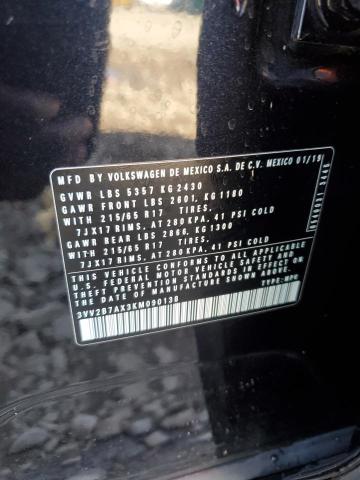 MFD BY VOLKSWAGEN DE MEXICO S.A. DE C.V. MEXICO 01/19
GVWR LBS 5357 KG 2430
GAWR FRONT LBS 2601, KG 1180
WITH 215/65 R17 TIRES,
7JX17 RIMS, AT 280 KPA, 41 PSI COLD
GAWR REAR LBS 2866, KG 1300
WITH 215/65 R17 TIRES,
7JX17 RIMS, AT 280 KPA, 41 PSI COLD
THIS VEHICLE CONFORMS TO ALL APPLICABLE
U.S. FEDERAL MOTOR VEHICLE SAFETY AND
THEFT PREVENTION STANDARDS IN EFFECT ON
THE DATE OF MANUFACTURE SHOWN ABOVE
3VV2B7AX3KM090138 TYPE:MPV